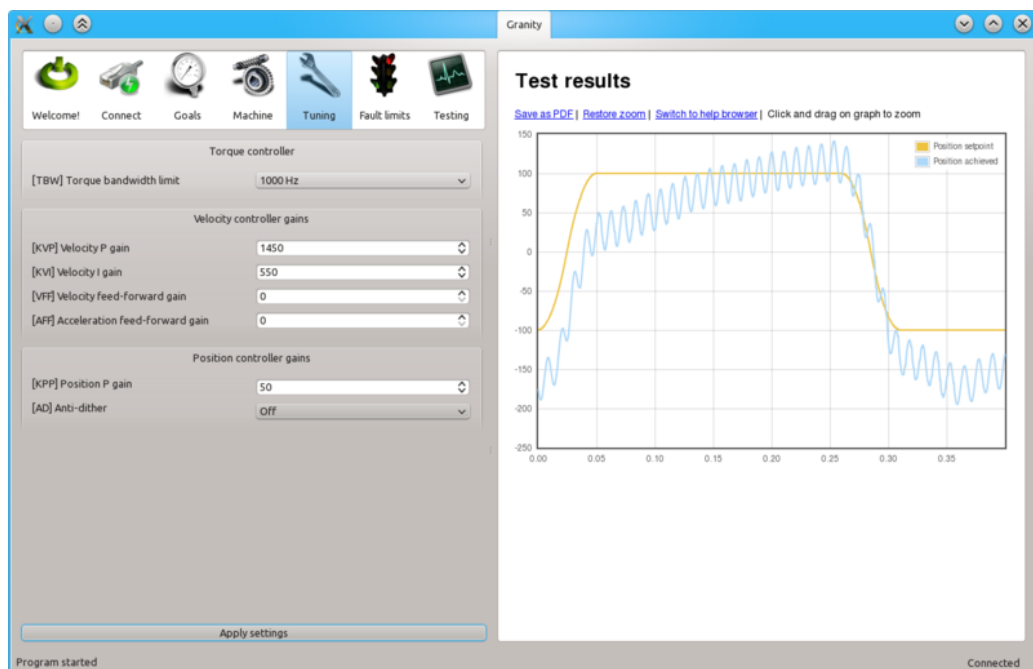 Granity
Welcome! Connect Goals Machine Tuning Fault limits Testing
Torque controller
[TBW] Torque bandwidth limit 1000 Hz
Velocity controller gains
[KVP] Velocity P gain 1450
[KVI] Velocity I gain 550
[VFF] Velocity feed-forward gain 0
[AFF] Acceleration feed-forward gain 0
Position controller gains
[KPP] Position P gain 50
[AD] Anti-dither Off
Apply settings
Program started
Test results
Save as PDF | Restore zoom | Switch to help browser | Click and drag on graph to zoom
150
100
50
0
-50
-100
-150
-200
-250
0.00 0.05 0.10 0.15 0.20 0.25 0.30 0.35
Position setpoint
Position achieved
Connected